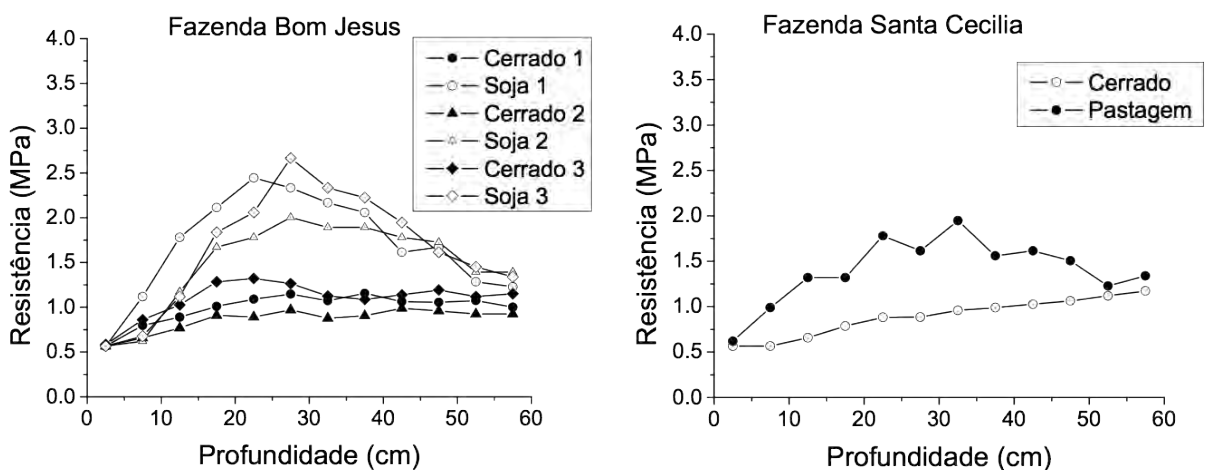 Fazenda Bom Jesus
4.0
3.5
3.0
2.5
2.0
1.5
1.0
0.5
0.0
Resistência (MPa)
Cerrado 1
Soja 1
Cerrado 2
Soja 2
Cerrado 3
Soja 3
0 10 20 30 40 50 60
Profundidade (cm)
Fazenda Santa Cecilia
4.0
3.5
3.0
2.5
2.0
1.5
1.0
0.5
0.0
Resistência (MPa)
Cerrado
Pastagem
0 10 20 30 40 50 60
Profundidade (cm)